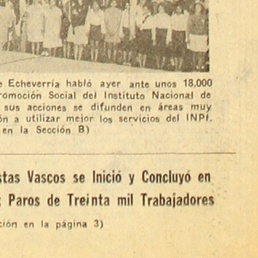 e Echeverría habló ayer ante unos 18,000
romoción Social del Instituto Nacional de
sus acciones se difunden en áreas muy
ón a utilizar mejor los servicios del INPI.
en la Sección B)
stas Vascos se Inició y Concluyó en
: Paros de Treinta mil Trabajadores
ción en la página 3)